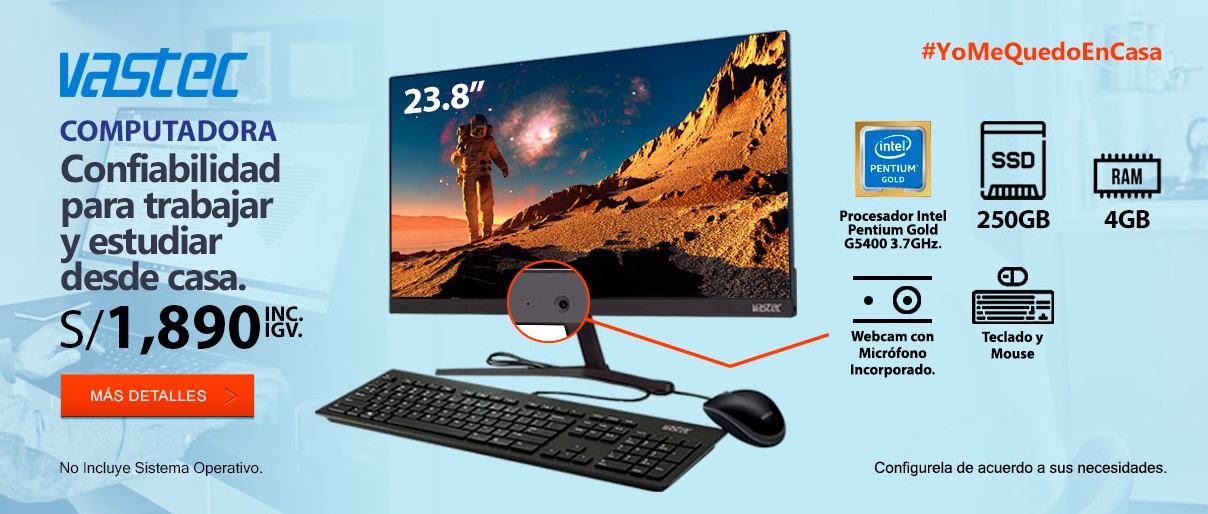 vastec
COMPUTADORA
Confiabilidad
para trabajar
y estudiar
desde casa.
S/1,890 INC.
IGV.
MÁS DETALLES >
No Incluye Sistema Operativo.
23.8”
vastec
vastec
#YoMeQuedoEnCasa
intel
PENTIUM
GOLD
Procesador Intel
Pentium Gold
G5400 3.7GHz.
SSD
250GB
RAM
4GB
Webcam con
Micrófono
Incorporado.
Teclado y
Mouse
Configurela de acuerdo a sus necesidades.